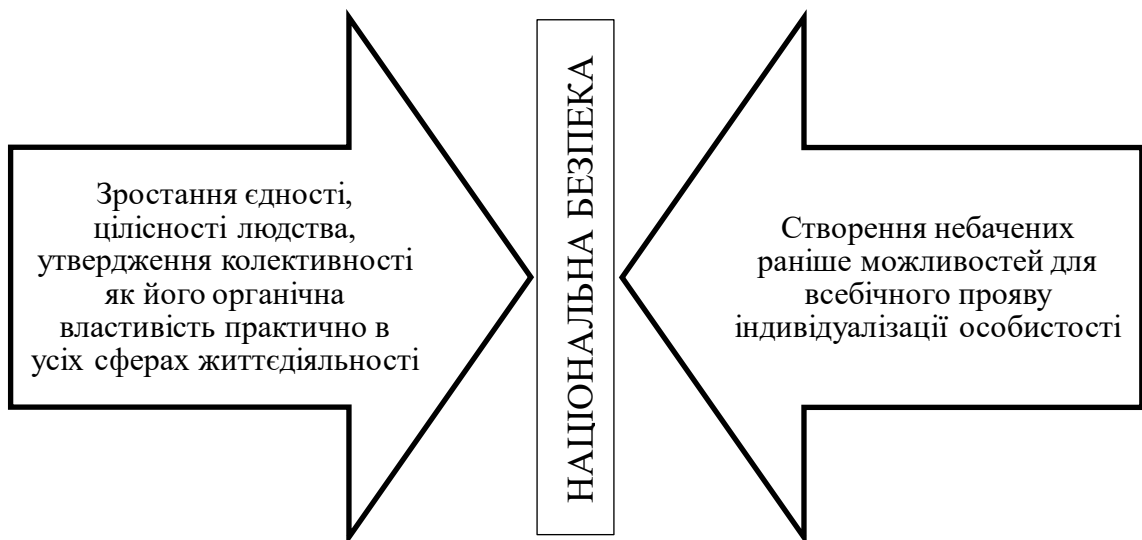 Зростання єдності,
цілісності людства,
утвердження колективності
як його органічна
властивість практично в
усіх сферах життєдіяльності
НАЦІОНАЛЬНА БЕЗПЕКА
Створення небачених
раніше можливостей для
всебічного прояву
індивідуалізації особистості